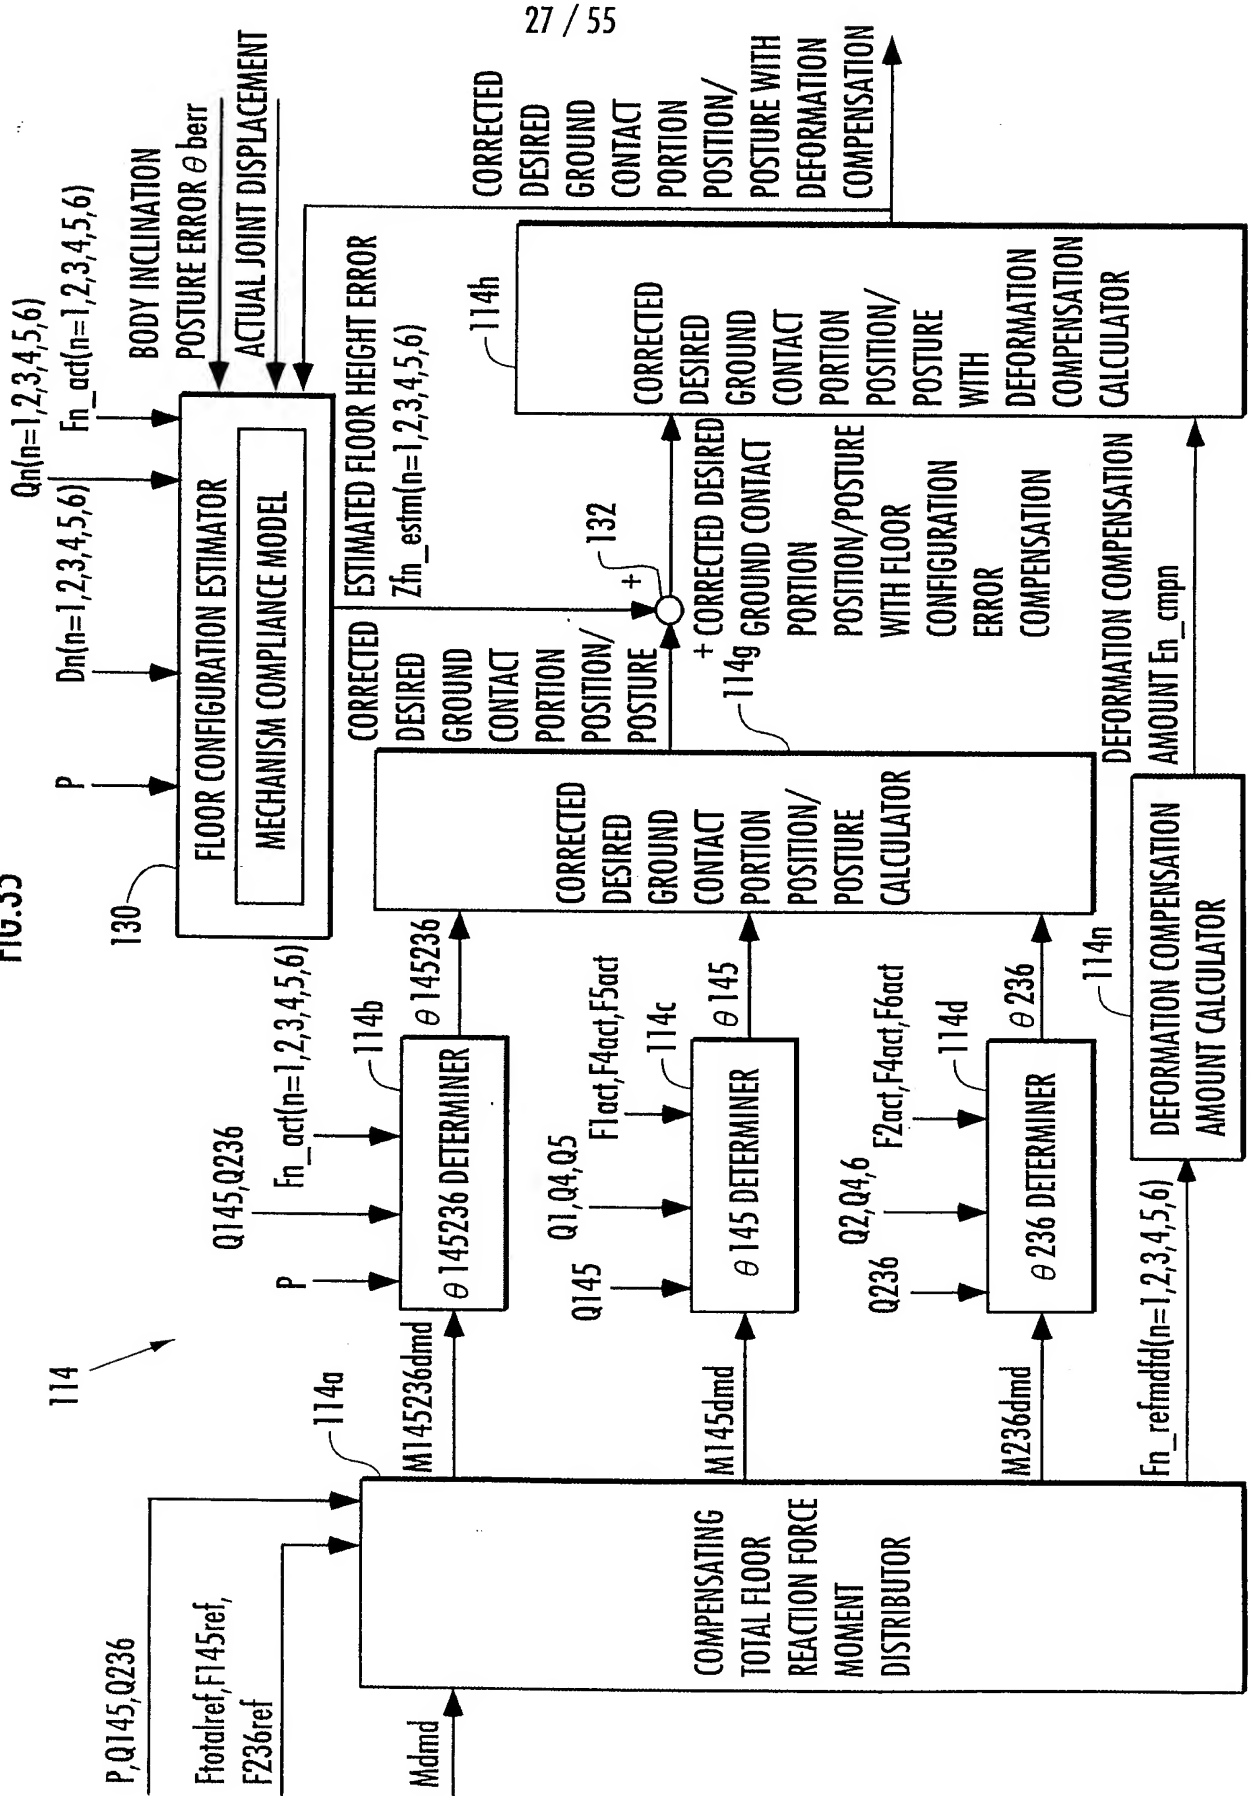 27 / 55
FIG.35
114
P,Q145,Q236
Ftotalref,F145ref,
F236ref
Mdmd
114a
COMPENSATING
TOTAL FLOOR
REACTION FORCE
MOMENT
DISTRIBUTOR
M145236dmd
M145dmd
M236dmd
Fn_refmdfd(n=1,2,3,4,5,6)
P
Q145,Q236
Fn_act(n=1,2,3,4,5,6)
114b
θ 145236 DETERMINER
θ 145236
Q145
Q1,Q4,Q5
F1act,F4act,F5act
114c
θ 145 DETERMINER
θ 145
Q236
Q2,Q4,6
F2act,F4act,F6act
114d
θ 236 DETERMINER
θ 236
114n
DEFORMATION COMPENSATION
AMOUNT CALCULATOR
DEFORMATION COMPENSATION
AMOUNT En_cmpn
130
P
Dn(n=1,2,3,4,5,6)
Qn(n=1,2,3,4,5,6)
Fn_act(n=1,2,3,4,5,6)
BODY INCLINATION
POSTURE ERROR θ berr
ACTUAL JOINT DISPLACEMENT
FLOOR CONFIGURATION ESTIMATOR
MECHANISM COMPLIANCE MODEL
ESTIMATED FLOOR HEIGHT ERROR
Zfn_estm(n=1,2,3,4,5,6)
CORRECTED
DESIRED
GROUND
CONTACT
PORTION
POSITION/
POSTURE
CALCULATOR
114g
CORRECTED
DESIRED
GROUND
CONTACT
PORTION
POSITION/
POSTURE
132
+
+
CORRECTED DESIRED
GROUND CONTACT
PORTION
POSITION/POSTURE
WITH FLOOR
CONFIGURATION
ERROR
COMPENSATION
114h
CORRECTED
DESIRED
GROUND
CONTACT
PORTION
POSITION/
POSTURE
WITH
DEFORMATION
COMPENSATION
CALCULATOR
CORRECTED
DESIRED
GROUND
CONTACT
PORTION
POSITION/
POSTURE WITH
DEFORMATION
COMPENSATION